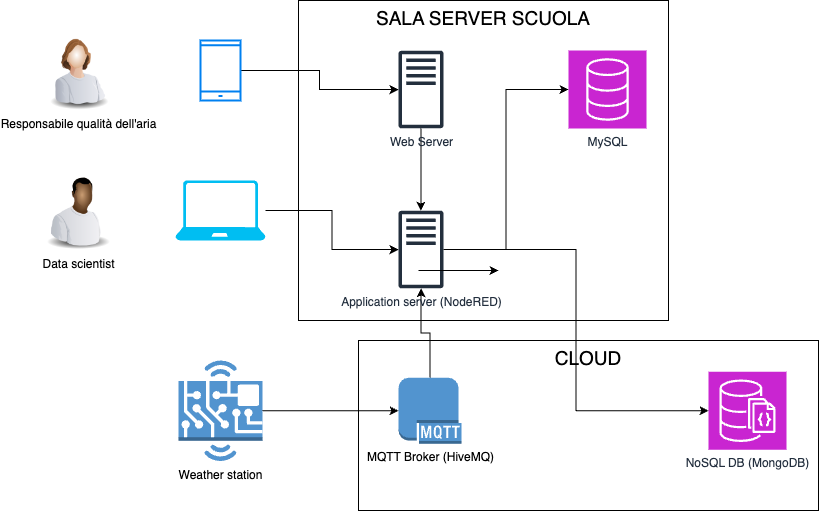 SALA SERVER SCUOLA
Responsabile qualità dell'aria
Web Server
MySQL
Data scientist
Application server (NodeRED)
CLOUD
MQTT
MQTT Broker (HiveMQ)
{}
NoSQL DB (MongoDB)
Weather station